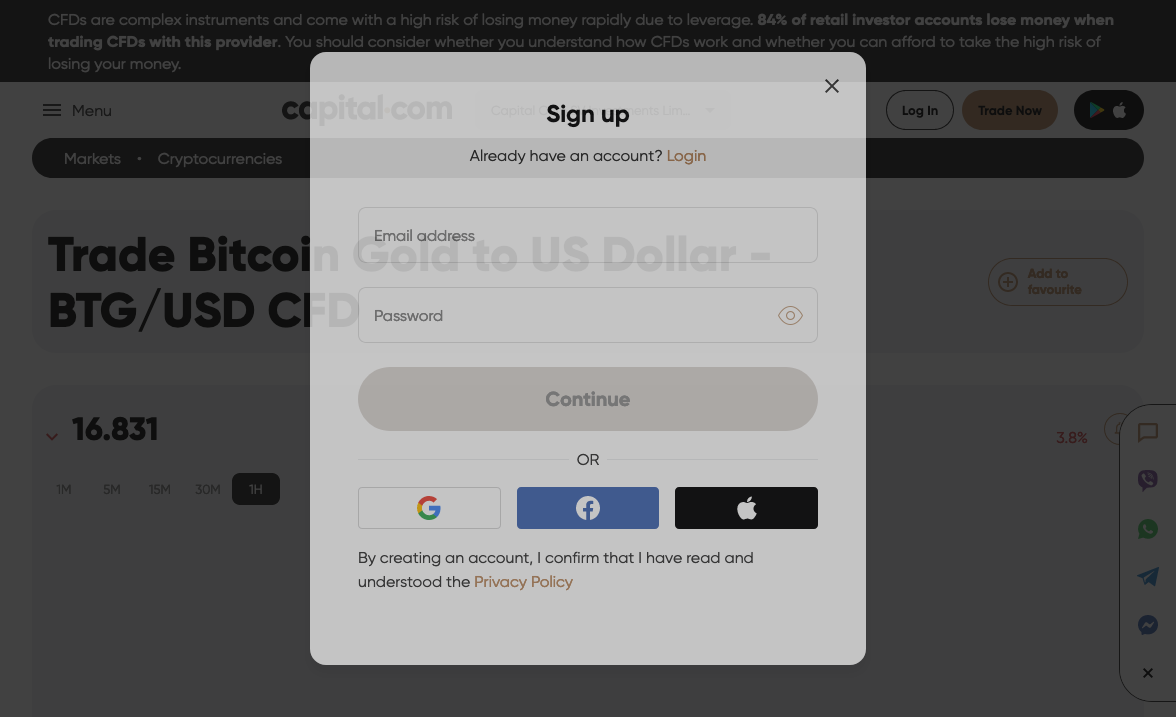 CFDs are complex instruments and come with a high risk of losing money rapidly due to leverage. 84% of retail investor accounts lose money when
trading CFDs with this provider. You should consider whether you understand how CFDs work and whether you can afford to take the high risk of
losing your money.
Menu
capital.com
Log In
Trade Now
Sign up
Already have an account? Login
Markets • Cryptocurrencies
Trade Bitcoin Gold to US Dollar -
BTG/USD CFD
Add to
favourite
Email address
Password
Continue
16.831
3.8%
1M 5M 15M 30M 1H
OR
By creating an account, I confirm that I have read and
understood the Privacy Policy